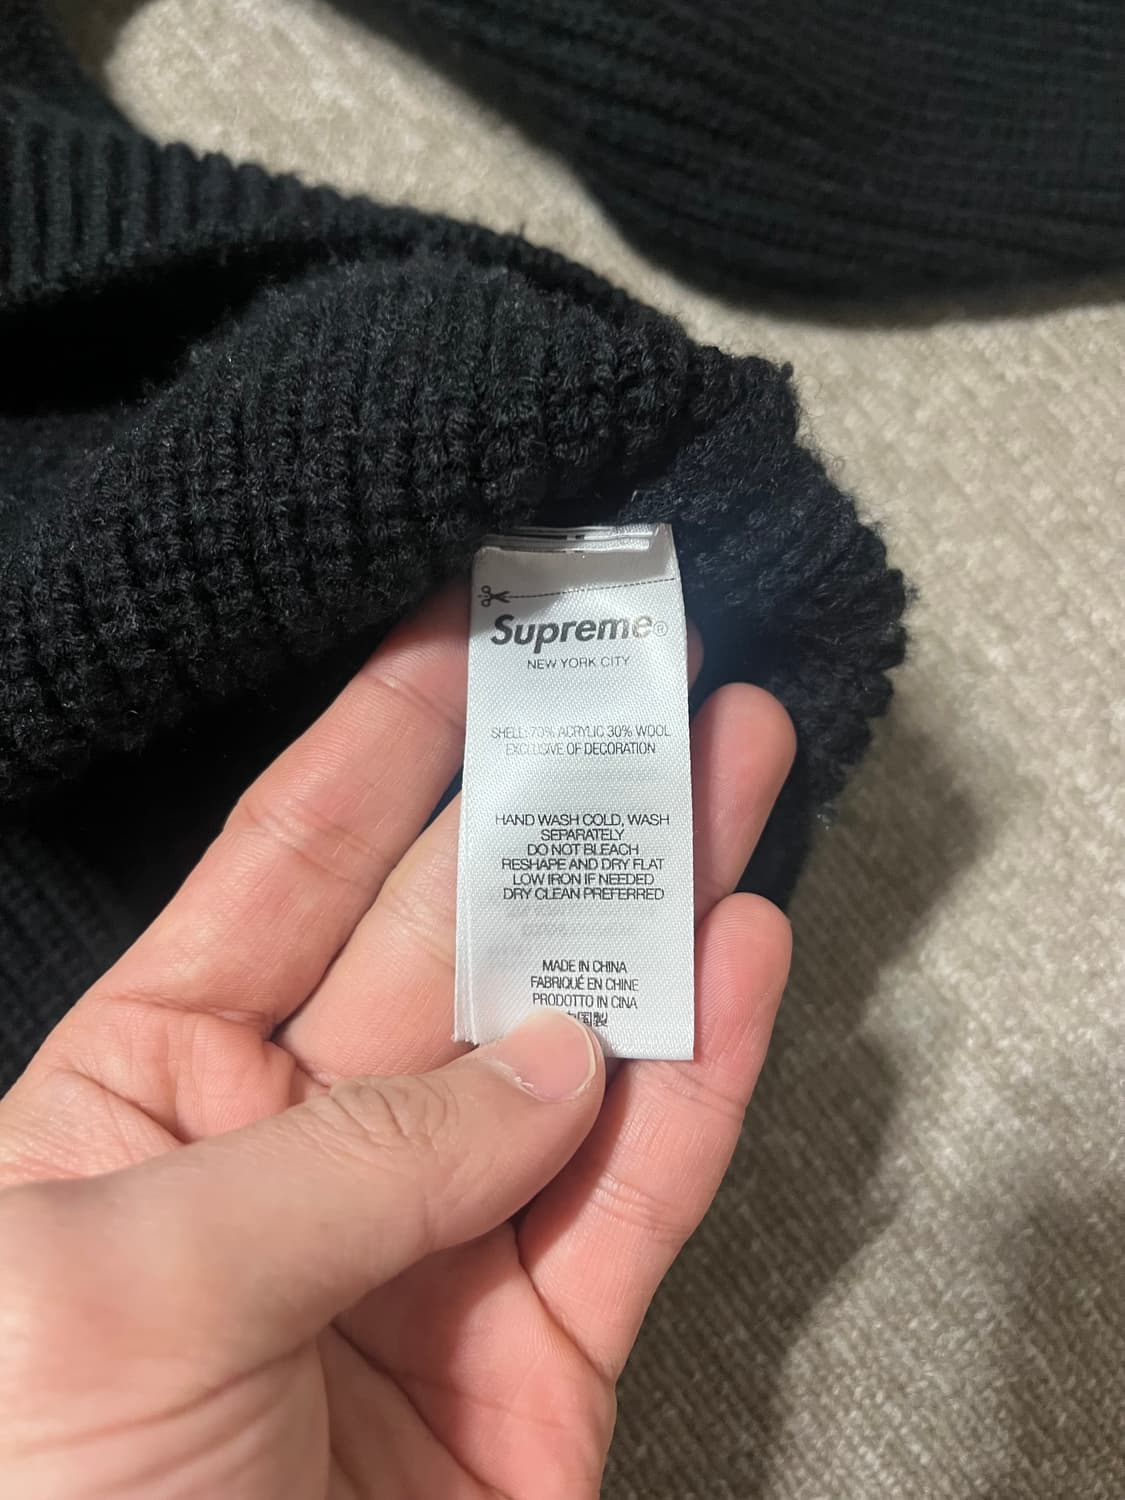 Supreme®
NEW YORK CITY
SHELL: 70% ACRYLIC 30% WOOL
EXCLUSIVE OF DECORATION
HAND WASH COLD, WASH
SEPARATELY
DO NOT BLEACH
RESHAPE AND DRY FLAT
LOW IRON IF NEEDED
DRY CLEAN PREFERRED
MADE IN CHINA
FABRIQUÉ EN CHINE
PRODOTTO IN CINA
国製